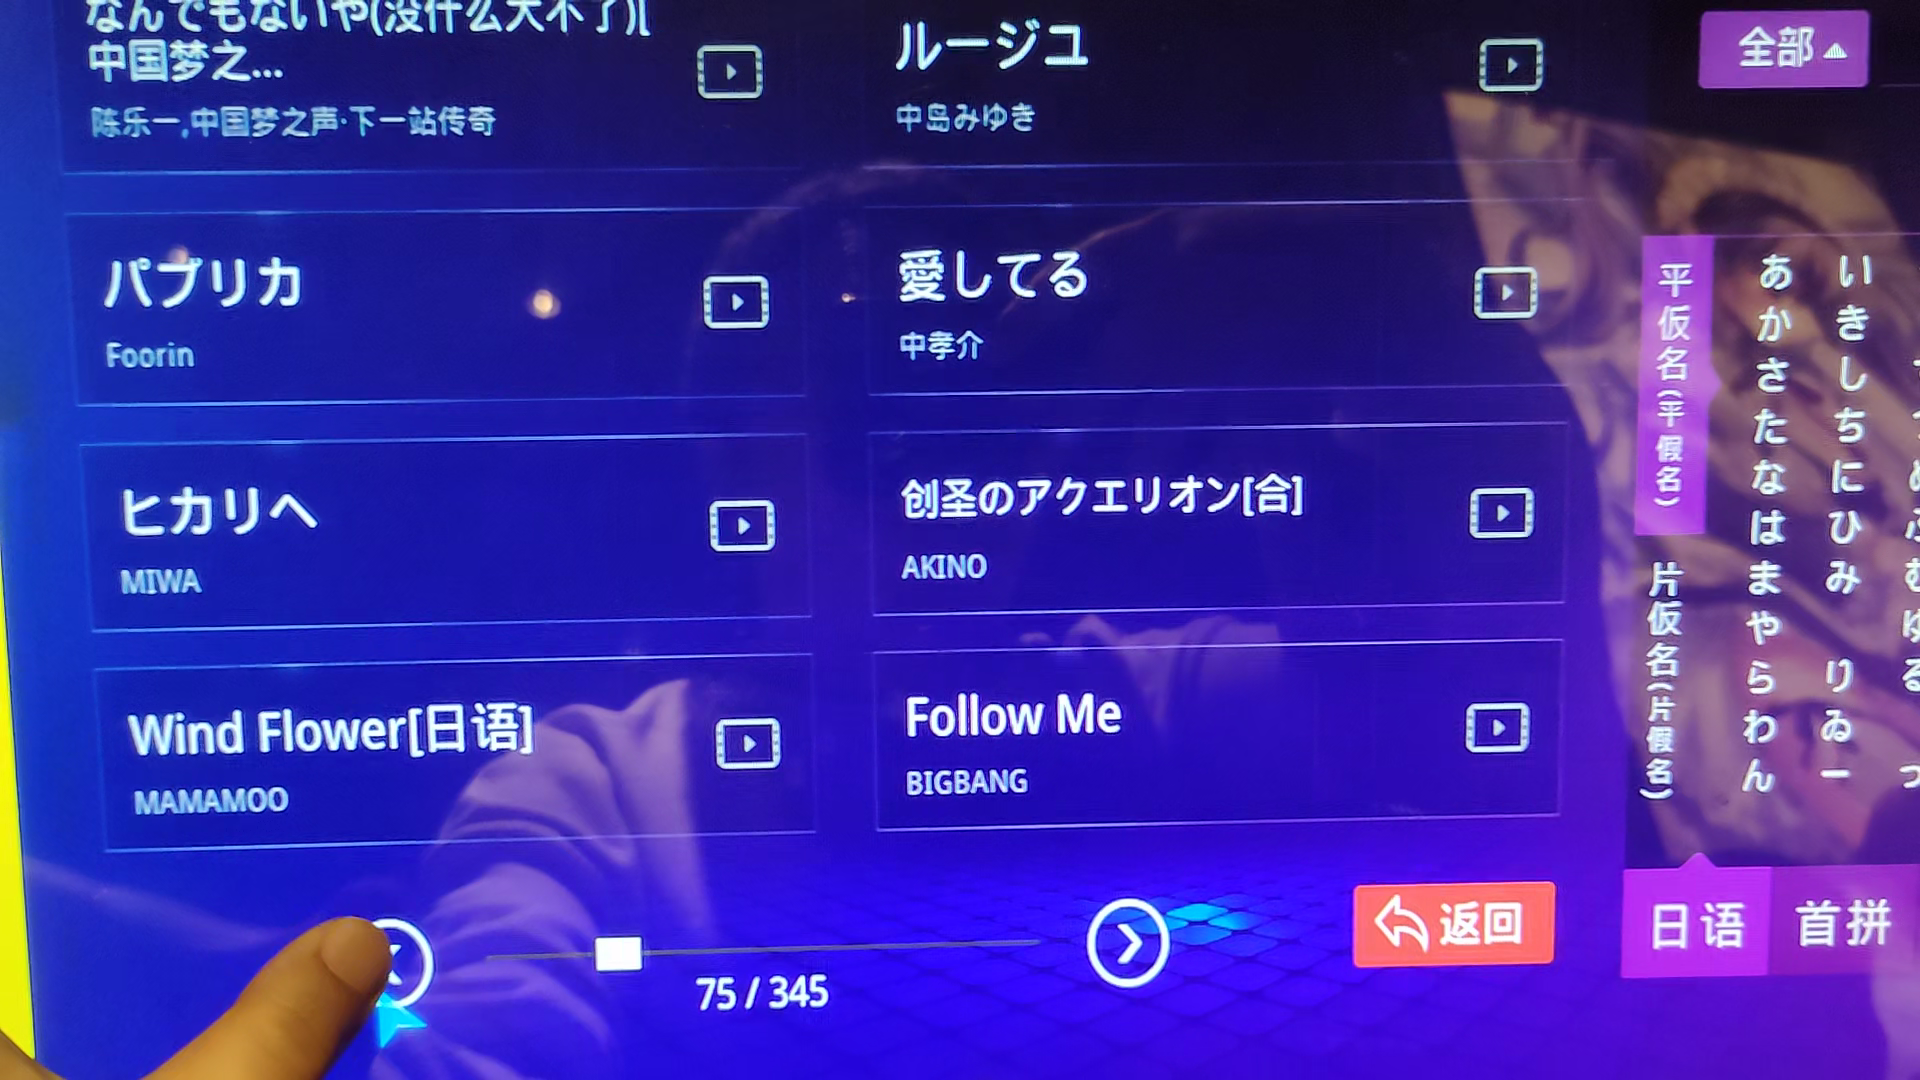 なんでもないや(没什么大不了)[
中国梦之...
陈乐一,中国梦之声·下一站传奇
ルージユ
中岛みゆき
パプリカ
Foorin
愛してる
中孝介
ヒカリへ
MIWA
创圣のアクエリオン[合]
AKINO
Wind Flower[日语]
MAMAMOO
Follow Me
BIGBANG
75 / 345
返回
全部
平仮名(平假名)
片仮名(片假名)
あかさたなはまやらわん
いきしちにひみ りゐー
日语
首拼